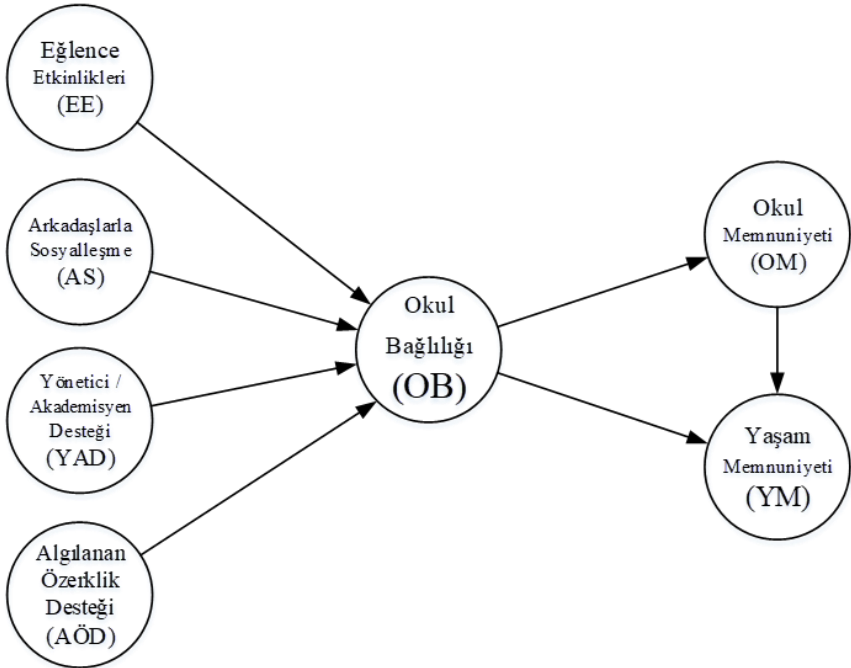 Eğlence
Etkinlikleri
(EE)
Arkadaşlarla
Sosyalleşme
(AS)
Yönetici /
Akademisyen
Desteği
(YAD)
Algılanan
Özerklik
Desteği
(AÖD)
Okul
Bağlılığı
(OB)
Okul
Memnuniyeti
(OM)
Yaşam
Memnuniyeti
(YM)